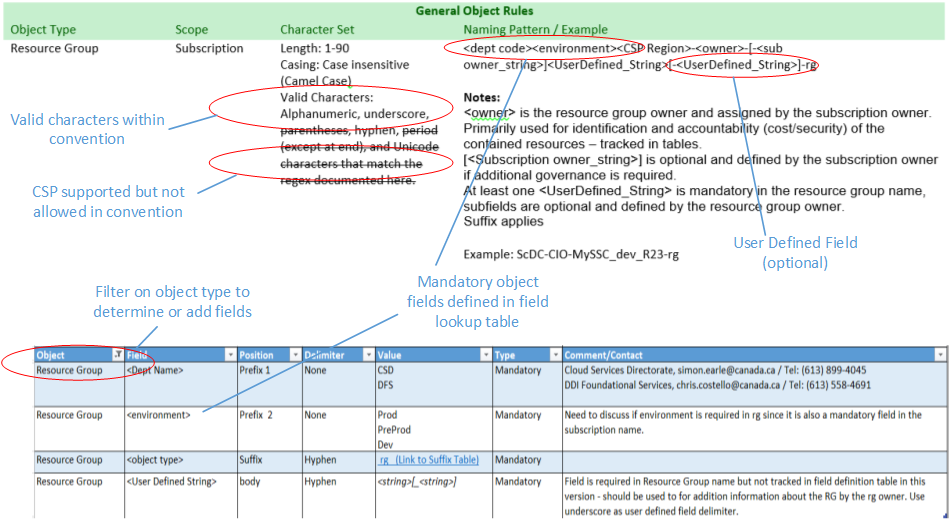 General Object Rules
Object Type Scope Character Set Naming Pattern / Example
Resource Group Subscription Length: 1-90 <dept code><environment><CSP Region>-<owner>-[-<sub
Casing: Case insensitive owner_string>]<UserDefined_String>[-<UserDefined_String>]-rg
(Camel Case)
Valid Characters: Notes:
Alphanumeric, underscore, <owner> is the resource group owner and assigned by the subscription owner.
parentheses, hyphen, period Primarily used for identification and accountability (cost/security) of the
(except at end), and Unicode contained resources – tracked in tables.
characters that match the [<Subscription owner_string>] is optional and defined by the subscription owner
regex documented here. if additional governance is required.
At least one <UserDefined_String> is mandatory in the resource group name,
subfields are optional and defined by the resource group owner.
Suffix applies
Example: ScDC-CIO-MySSC_dev_R23-rg
Valid characters within
convention
CSP supported but not
allowed in convention
User Defined Field
(optional)
Filter on object type to
determine or add fields
Mandatory object
fields defined in field
lookup table
Object Field Position Delimiter Value Type Comment/Contact
Resource Group <Dept Name> Prefix 1 None CSD Mandatory Cloud Services Directorate, simon.earle@canada.ca / Tel: (613) 899-4045
DFS DDI Foundational Services, chris.costello@canada.ca / Tel: (613) 558-4691
Resource Group <environment> Prefix 2 None Prod Mandatory Need to discuss if environment is required in rg since it is also a mandatory field in the
PreProd subscription name.
Dev
Resource Group <object type> Suffix Hyphen rg (Link to Suffix Table) Mandatory
Resource Group <User Defined String> body Hyphen <string>[_<string>] Mandatory Field is required in Resource Group name but not tracked in field definition table in this
version - should be used to for addition information about the RG by the rg owner. Use
underscore as user defined field delimiter.